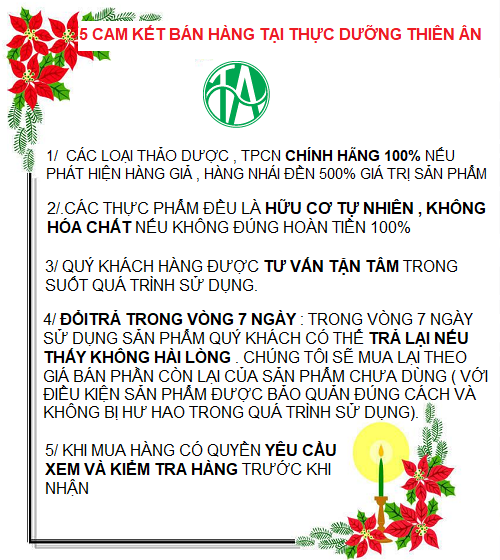 5 CAM KẾT BÁN HÀNG TẠI THỰC DƯỠNG THIÊN ÂN
TA
1/ CÁC LOẠI THẢO DƯỢC , TPCN CHÍNH HÃNG 100% NẾU
PHÁT HIỆN HÀNG GIẢ , HÀNG NHÁI ĐỀN 500% GIÁ TRỊ SẢN PHẨM
2/.CÁC THỰC PHẨM ĐỀU LÀ HỮU CƠ TỰ NHIÊN , KHÔNG
HÓA CHẤT NẾU KHÔNG ĐÚNG HOÀN TIỀN 100%
3/ QUÝ KHÁCH HÀNG ĐƯỢC TƯ VẤN TẬN TÂM TRONG
SUỐT QUÁ TRÌNH SỬ DỤNG.
4/ ĐỔI TRẢ TRONG VÒNG 7 NGÀY : TRONG VÒNG 7 NGÀY
SỬ DỤNG SẢN PHẨM QUÝ KHÁCH CÓ THỂ TRẢ LẠI NẾU
THẤY KHÔNG HÀI LÒNG . CHÚNG TÔI SẼ MUA LẠI THEO
GIÁ BÁN PHẦN CÒN LẠI CỦA SẢN PHẨM CHƯA DÙNG ( VỚI
ĐIỀU KIỆN SẢN PHẨM ĐƯỢC BẢO QUẢN ĐÚNG CÁCH VÀ
KHÔNG BỊ HƯ HAO TRONG QUÁ TRÌNH SỬ DỤNG).
5/ KHI MUA HÀNG CÓ QUYỀN YÊU CẦU
XEM VÀ KIỂM TRA HÀNG TRƯỚC KHI
NHẬN